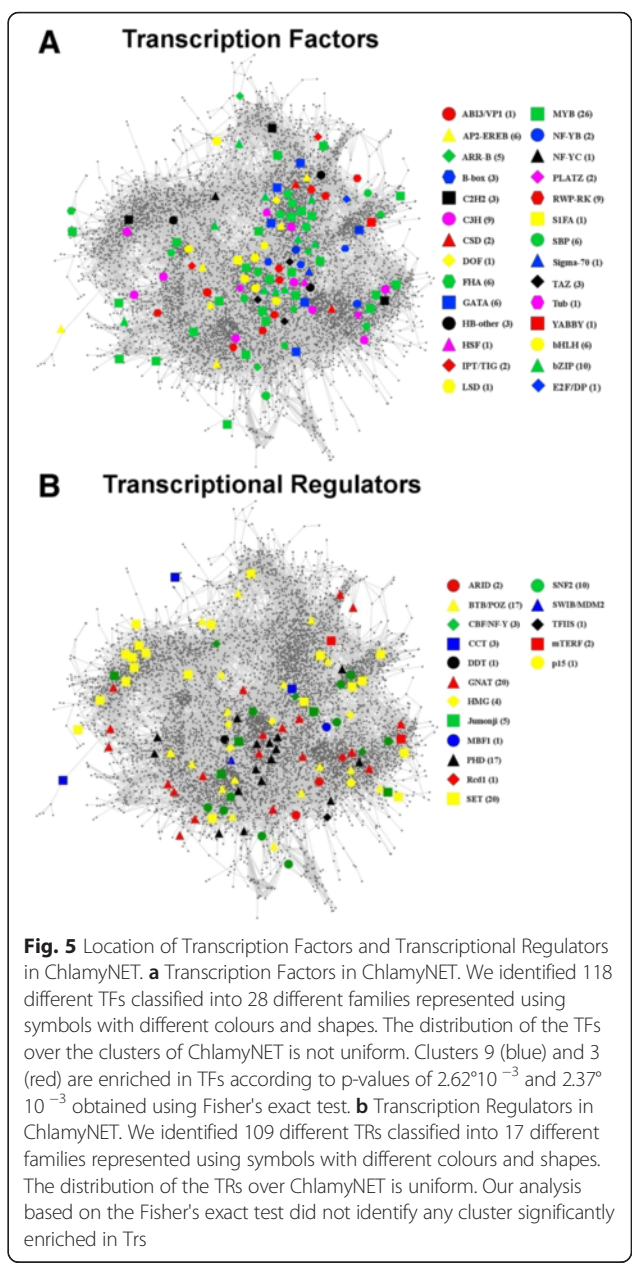 A Transcription Factors
ABI3/VP1 (1)
AP2-EREB (6)
ARR-B (5)
B-box (3)
C2H2 (3)
C3H (9)
CSD (2)
DOF (1)
FHA (6)
GATA (6)
HB-other (3)
HSF (1)
IPT/TIG (2)
LSD (1)
MYB (26)
NF-YB (2)
NF-YC (1)
PLATZ (2)
RWP-RK (9)
S1FA (1)
SBP (6)
Sigma-70 (1)
TAZ (3)
Tub (1)
YABBY (1)
bHLH (6)
bZIP (10)
E2F/DP (1)
B Transcriptional Regulators
ARID (2)
BTB/POZ (17)
CBF/NF-Y (3)
CCT (3)
DDT (1)
GNAT (20)
HMG (4)
Jumonji (5)
MBF1 (1)
PHD (17)
Rcd1 (1)
SET (20)
SNF2 (10)
SWIB/MDM2
TFIIS (1)
mTERF (2)
p15 (1)
Fig. 5 Location of Transcription Factors and Transcriptional Regulators
in ChlamyNET. a Transcription Factors in ChlamyNET. We identified 118
different TFs classified into 28 different families represented using
symbols with different colours and shapes. The distribution of the TFs
over the clusters of ChlamyNET is not uniform. Clusters 9 (blue) and 3
(red) are enriched in TFs according to p-values of 2.62°10 −3 and 2.37°
10 −3 obtained using Fisher's exact test. b Transcription Regulators in
ChlamyNET. We identified 109 different TRs classified into 17 different
families represented using symbols with different colours and shapes.
The distribution of the TRs over ChlamyNET is uniform. Our analysis
based on the Fisher's exact test did not identify any cluster significantly
enriched in Trs